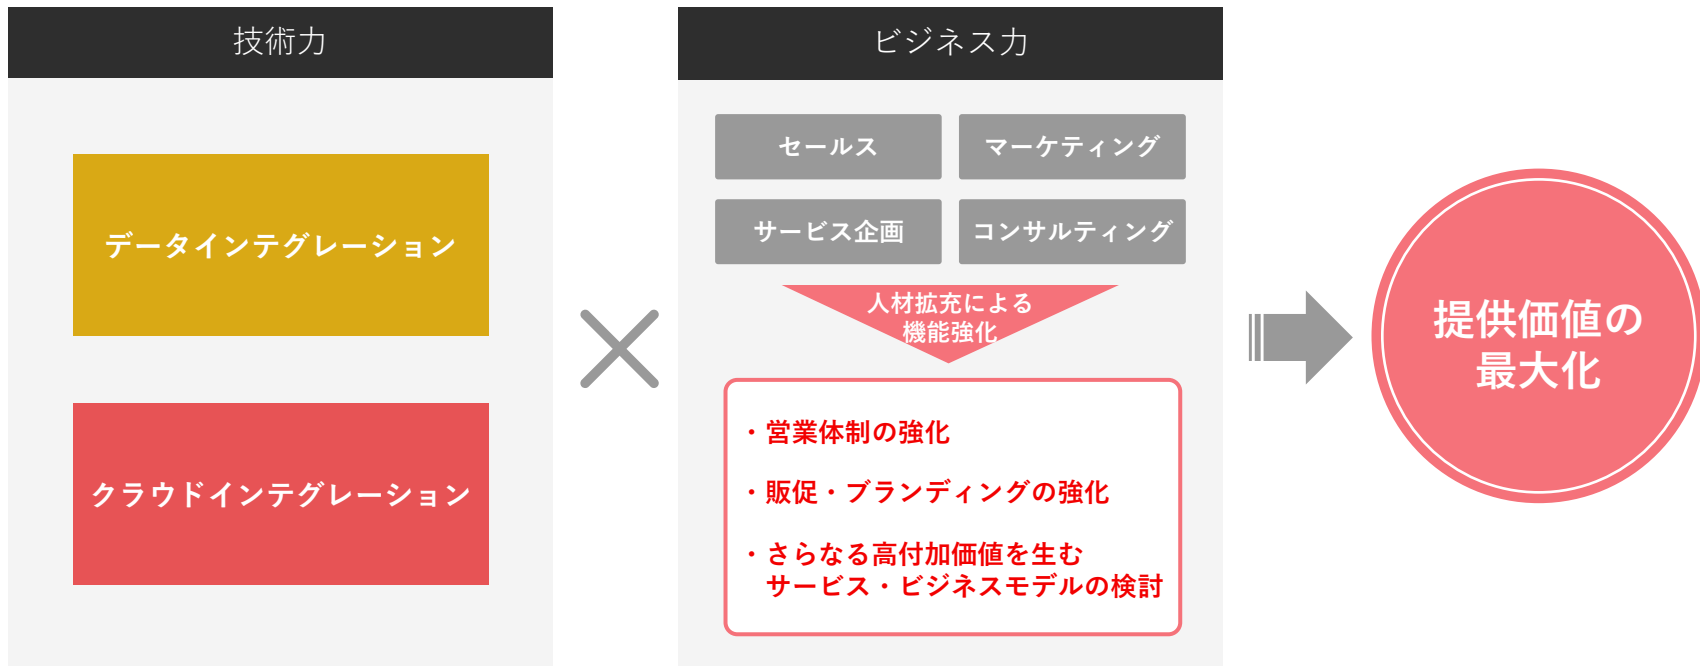 技術力
データインテグレーション
クラウドインテグレーション
ビジネス力
セールス
マーケティング
サービス企画
コンサルティング
人材拡充による
機能強化
・営業体制の強化
・販促・ブランディングの強化
・さらなる高付加価値を生む
サービス・ビジネスモデルの検討
提供価値の
最大化